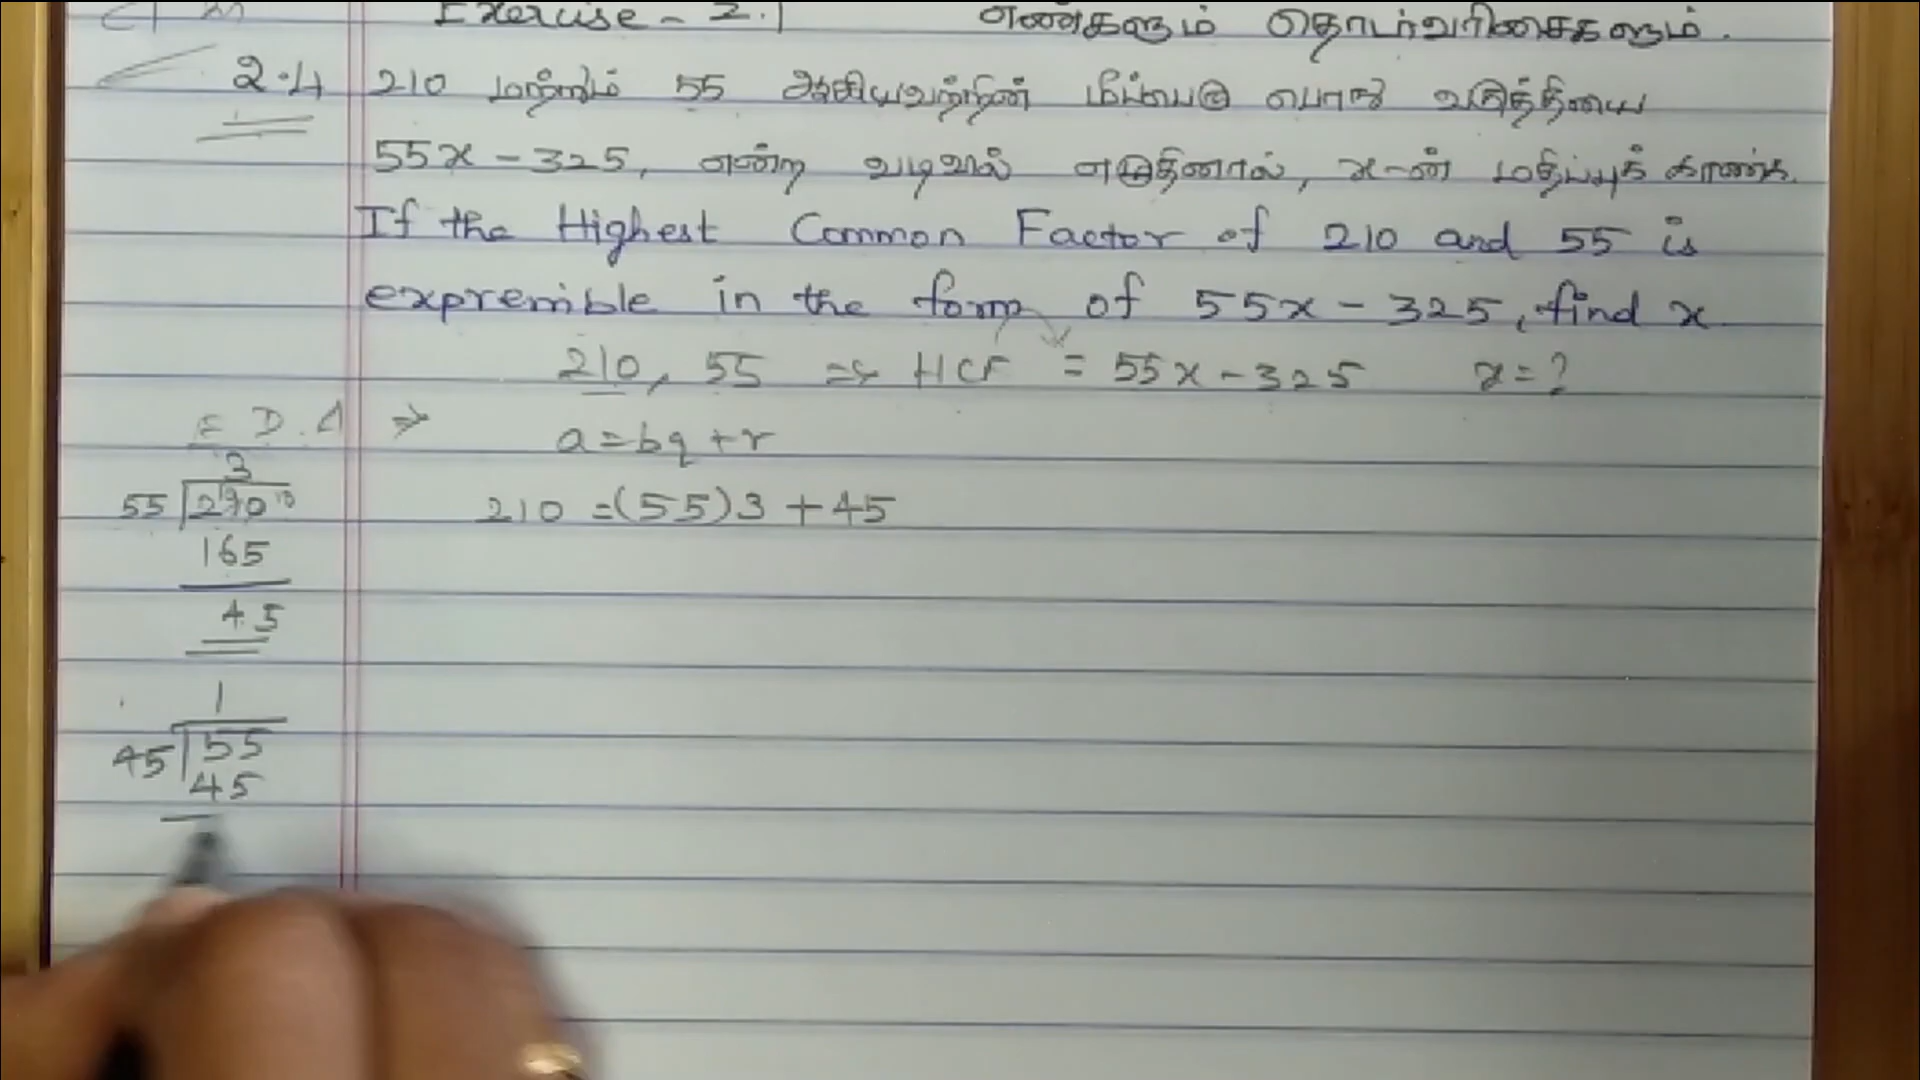 Exercise - 2.1 எண்களும் தொடர்வரிசைகளும்.
2.4 210 மற்றும் 55 ஆகியவற்றின் மீப்பெரு பொது வகுத்தியை
55x - 325, என்ற வடிவில் எழுதினால், x-ன் மதிப்புக் காண்க.
If the Highest Common Factor of 210 and 55 is
expressible in the form of 55x - 325, find x
210, 55 ⇒ HCF = 55x - 325 x = ?
E.D.A ⇒ a = bq + r
3
55 210 10 210 = (55)3 + 45
165
45
1
45 55
45